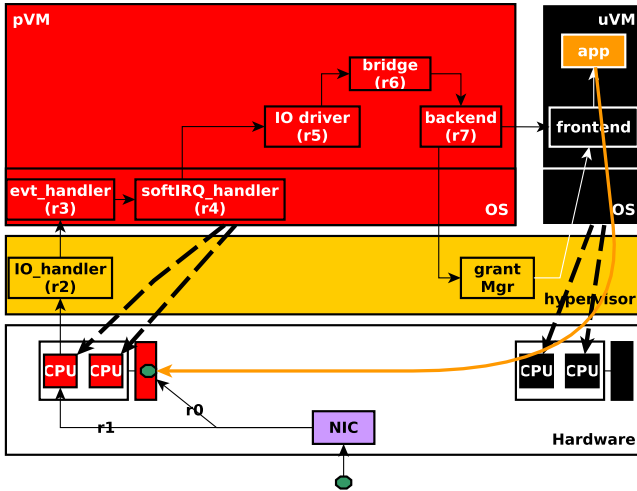 pVM
uVM
app
bridge
(r6)
IO driver
(r5)
backend
(r7)
frontend
evt_handler
(r3)
softIRQ_handler
(r4)
OS
OS
IO_handler
(r2)
grant
Mgr
hypervisor
CPU
CPU
CPU
CPU
r0
r1
NIC
Hardware